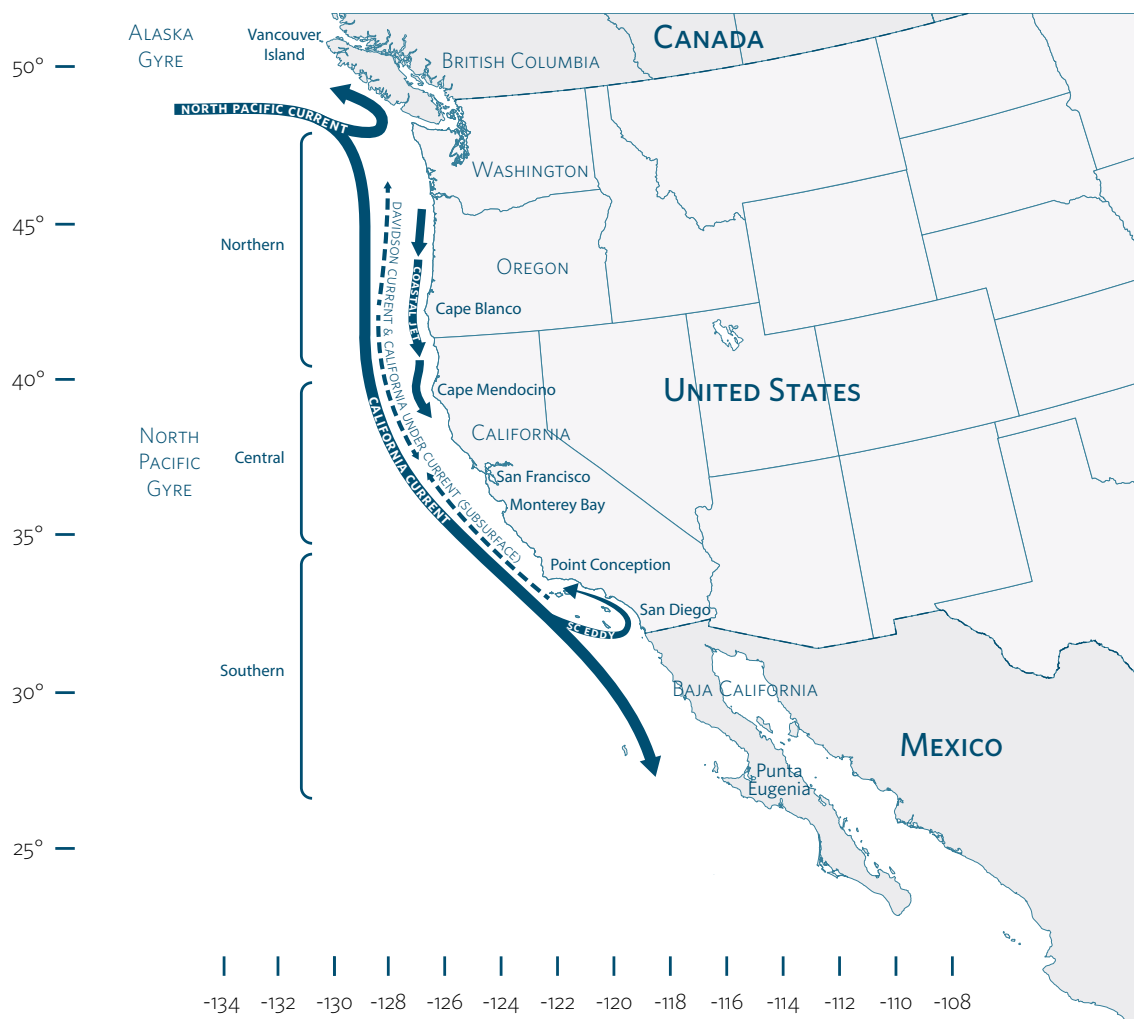 ALASKA
GYRE
Vancouver
Island
CANADA
BRITISH COLUMBIA
50°
NORTH PACIFIC CURRENT
WASHINGTON
45°
Northern
DAVIDSON CURRENT & CALIFORNIA UNDER CURRENT (SUBSURFACE)
COASTAL JET
OREGON
Cape Blanco
40°
Cape Mendocino
UNITED STATES
CALIFORNIA
NORTH
PACIFIC
GYRE
Central
CALIFORNIA CURRENT
San Francisco
Monterey Bay
35°
Point Conception
San Diego
SC EDDY
Southern
30°
BAJA CALIFORNIA
MEXICO
Punta
Eugenia
25°
-134 -132 -130 -128 -126 -124 -122 -120 -118 -116 -114 -112 -110 -108